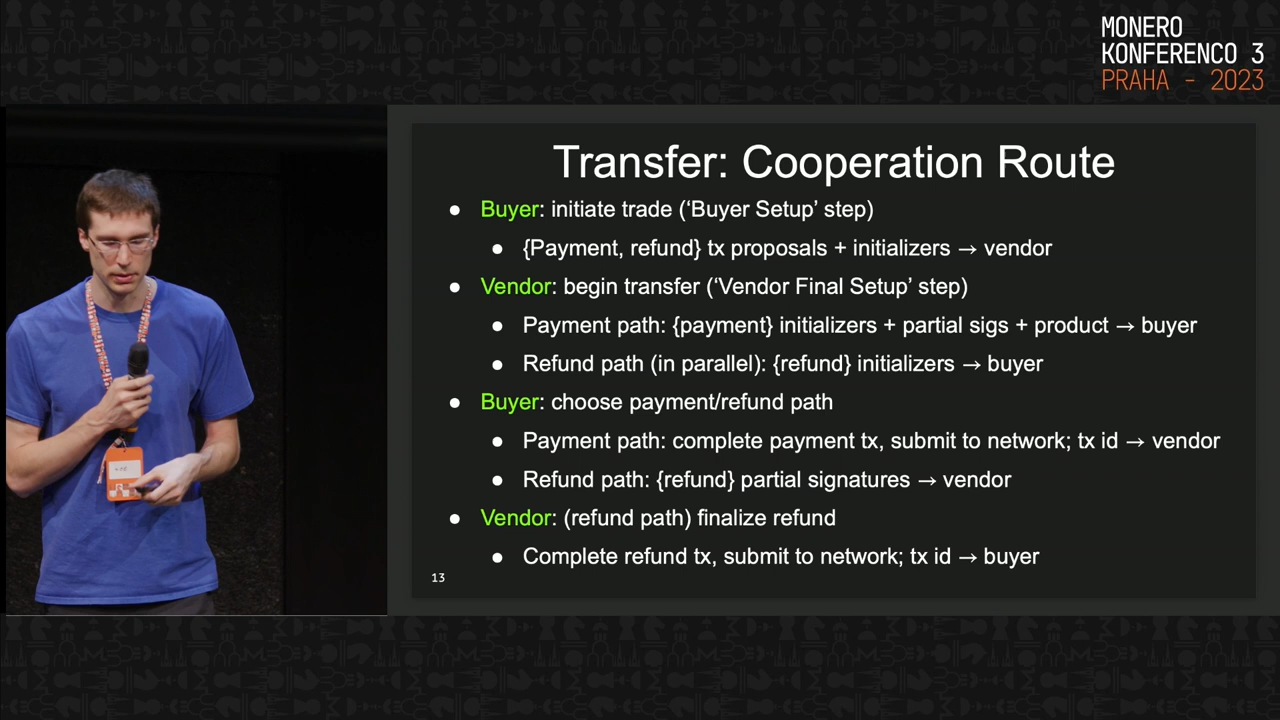 MONERO
KONFERENCO 3
PRAHA - 2023
Transfer: Cooperation Route
● Buyer: initiate trade (‘Buyer Setup’ step)
● {Payment, refund} tx proposals + initializers → vendor
● Vendor: begin transfer (‘Vendor Final Setup’ step)
● Payment path: {payment} initializers + partial sigs + product → buyer
● Refund path (in parallel): {refund} initializers → buyer
● Buyer: choose payment/refund path
● Payment path: complete payment tx, submit to network; tx id → vendor
● Refund path: {refund} partial signatures → vendor
● Vendor: (refund path) finalize refund
● Complete refund tx, submit to network; tx id → buyer
13